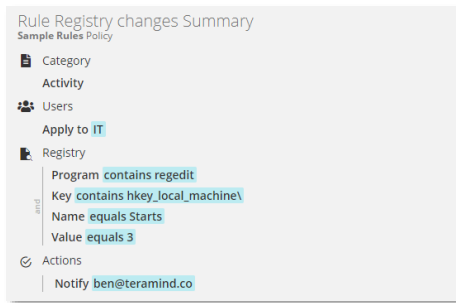 Rule Registry changes Summary
Sample Rules Policy
Category
Activity
Users
Apply to IT
Registry
Program contains regedit
Key contains hkey_local_machine\
and
Name equals Starts
Value equals 3
Actions
Notify ben@teramind.co